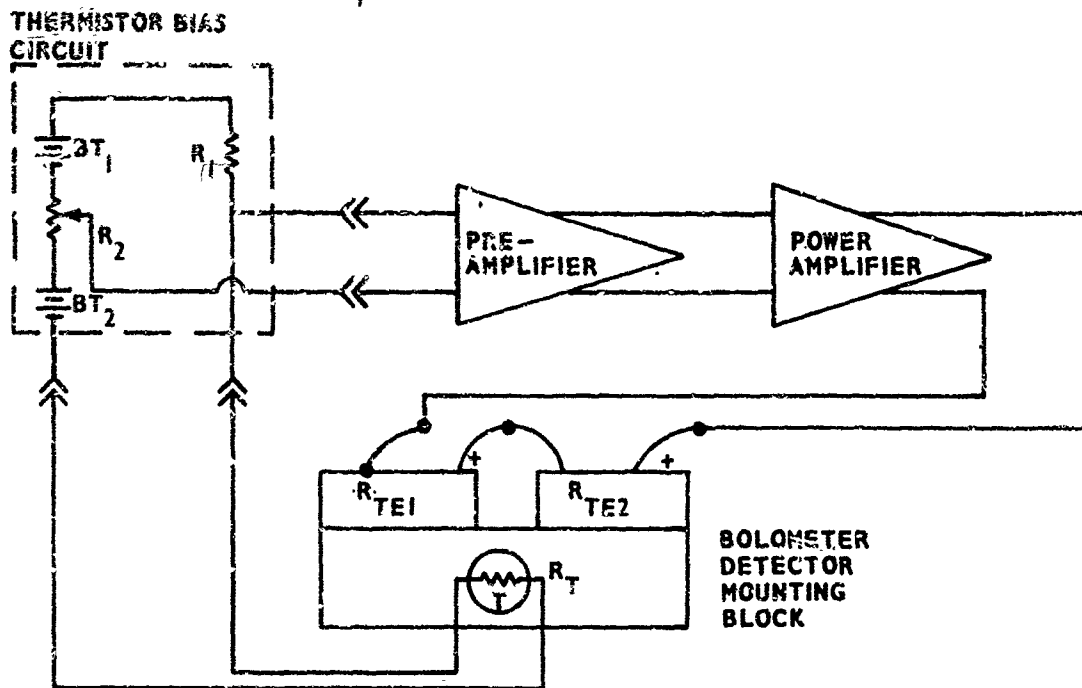 THERMISTOR BIAS
CIRCUIT
BT1
R1
R2
BT2
PRE-
AMPLIFIER
POWER
AMPLIFIER
+
+
RTE1
RTE2
RT
T
BOLOMETER
DETECTOR
MOUNTING
BLOCK